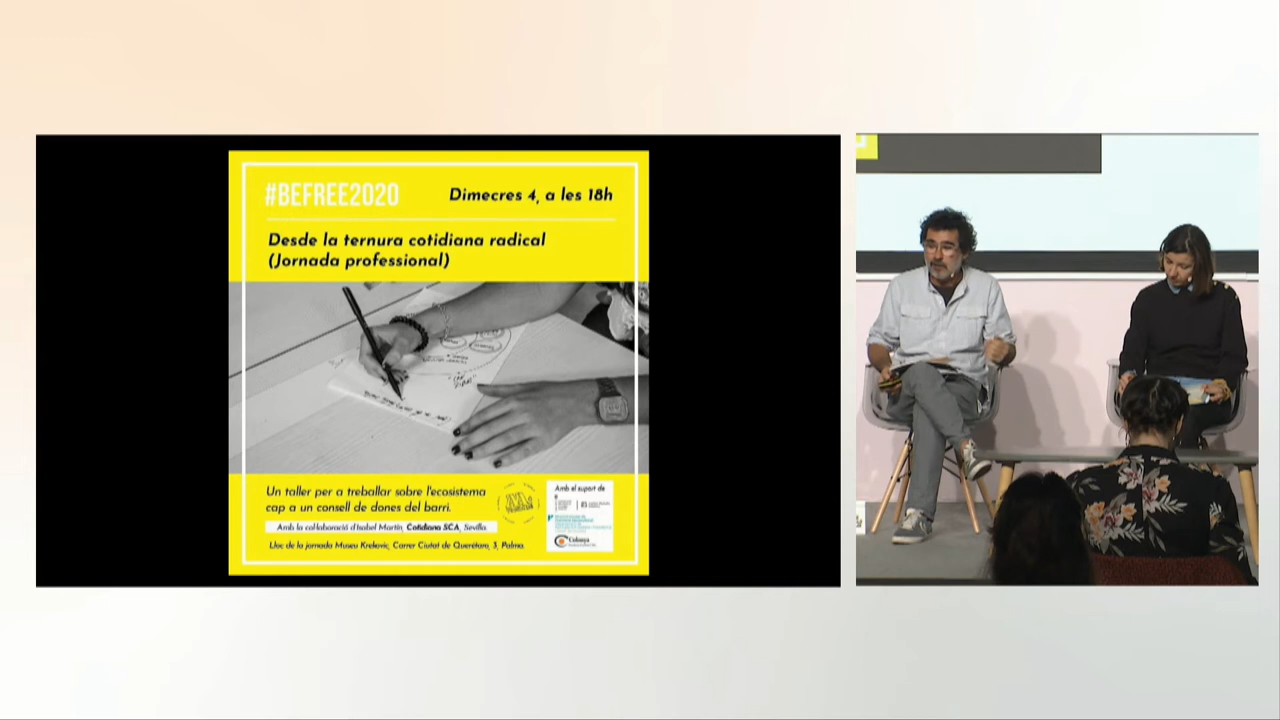 #BEFREE2020
Dimecres 4, a les 18h
Desde la ternura cotidiana radical
(Jornada professional)
Un taller per a treballar sobre l'ecosistema
cap a un consell de dones del barri.
Amb la col·laboració d'Isabel Martín, Cotidiana SCA, Sevilla.
Lloc de la jornada Museu Krekovic, Carrer Ciutat de Querétaro, 3, Palma.
Amb el suport de
Colonya